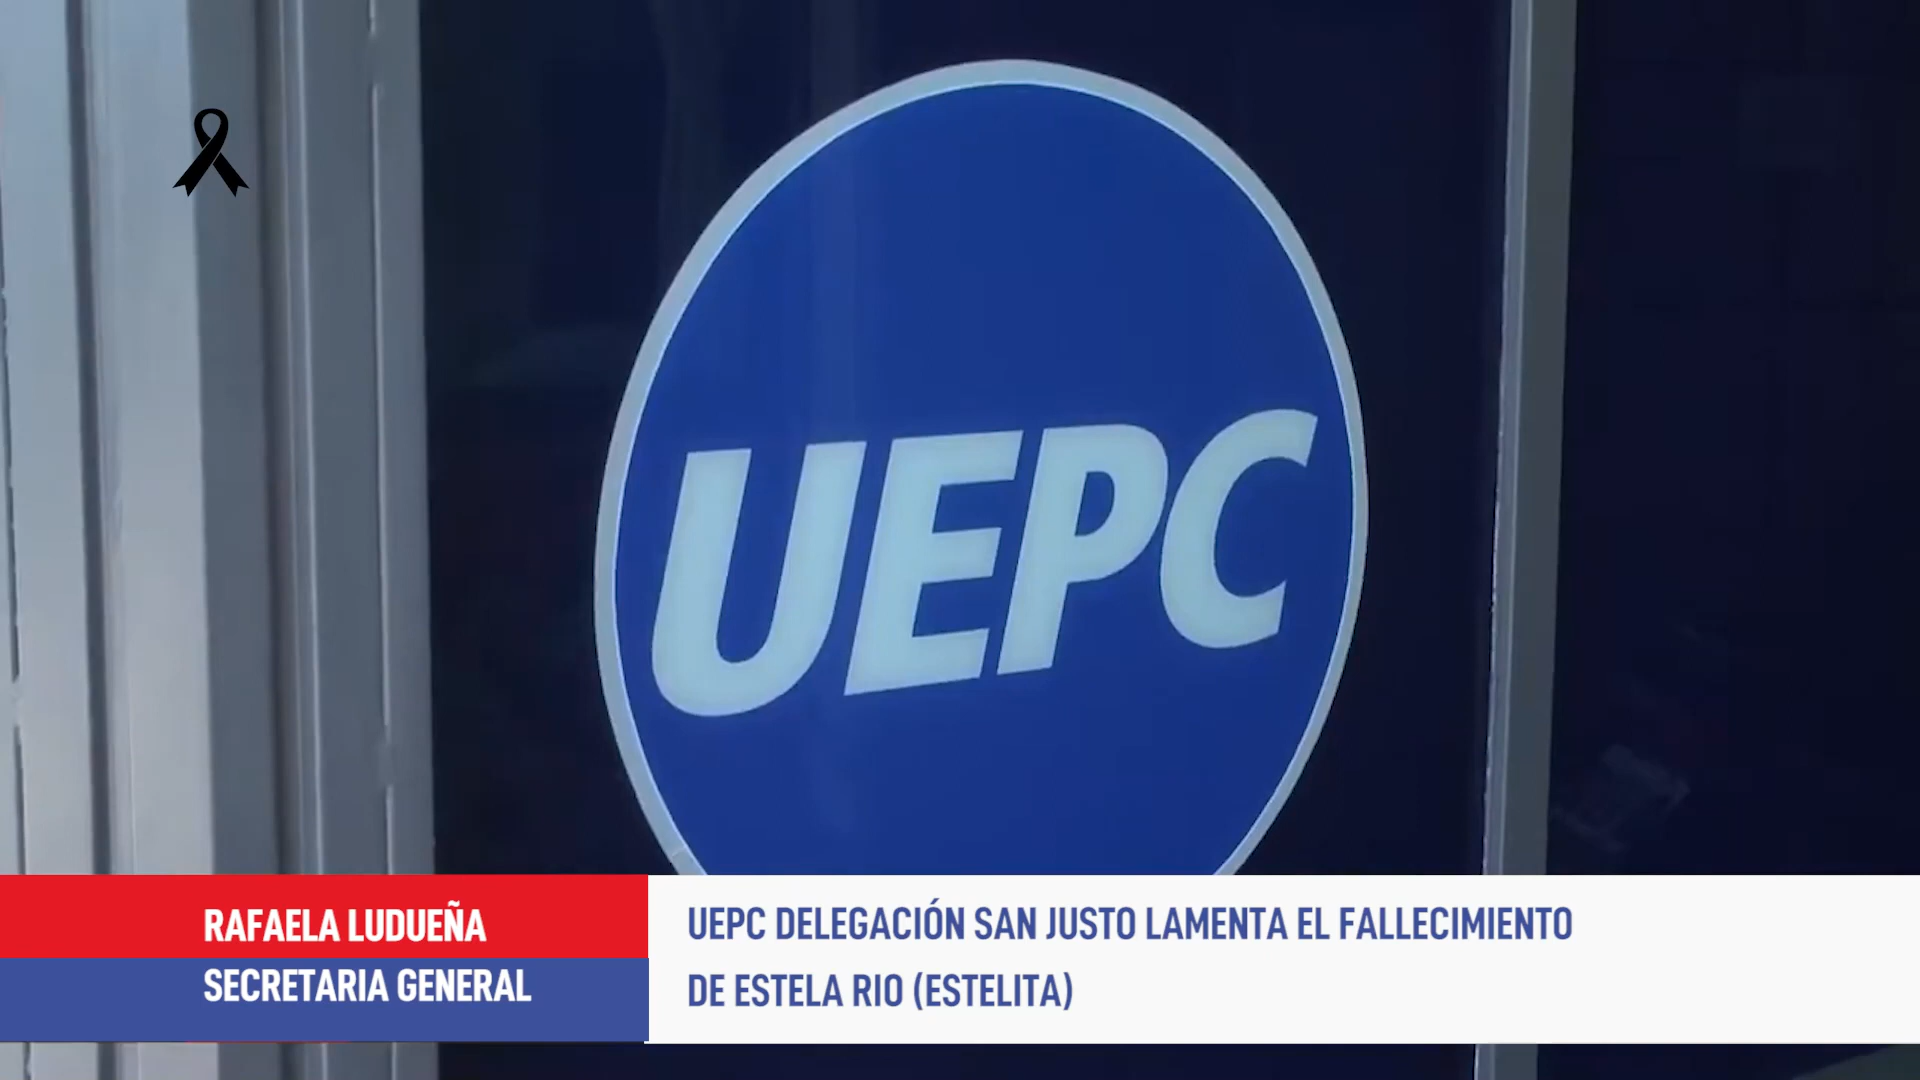 UEPC
RAFAELA LUDUEÑA
SECRETARIA GENERAL
UEPC DELEGACIÓN SAN JUSTO LAMENTA EL FALLECIMIENTO
DE ESTELA RIO (ESTELITA)